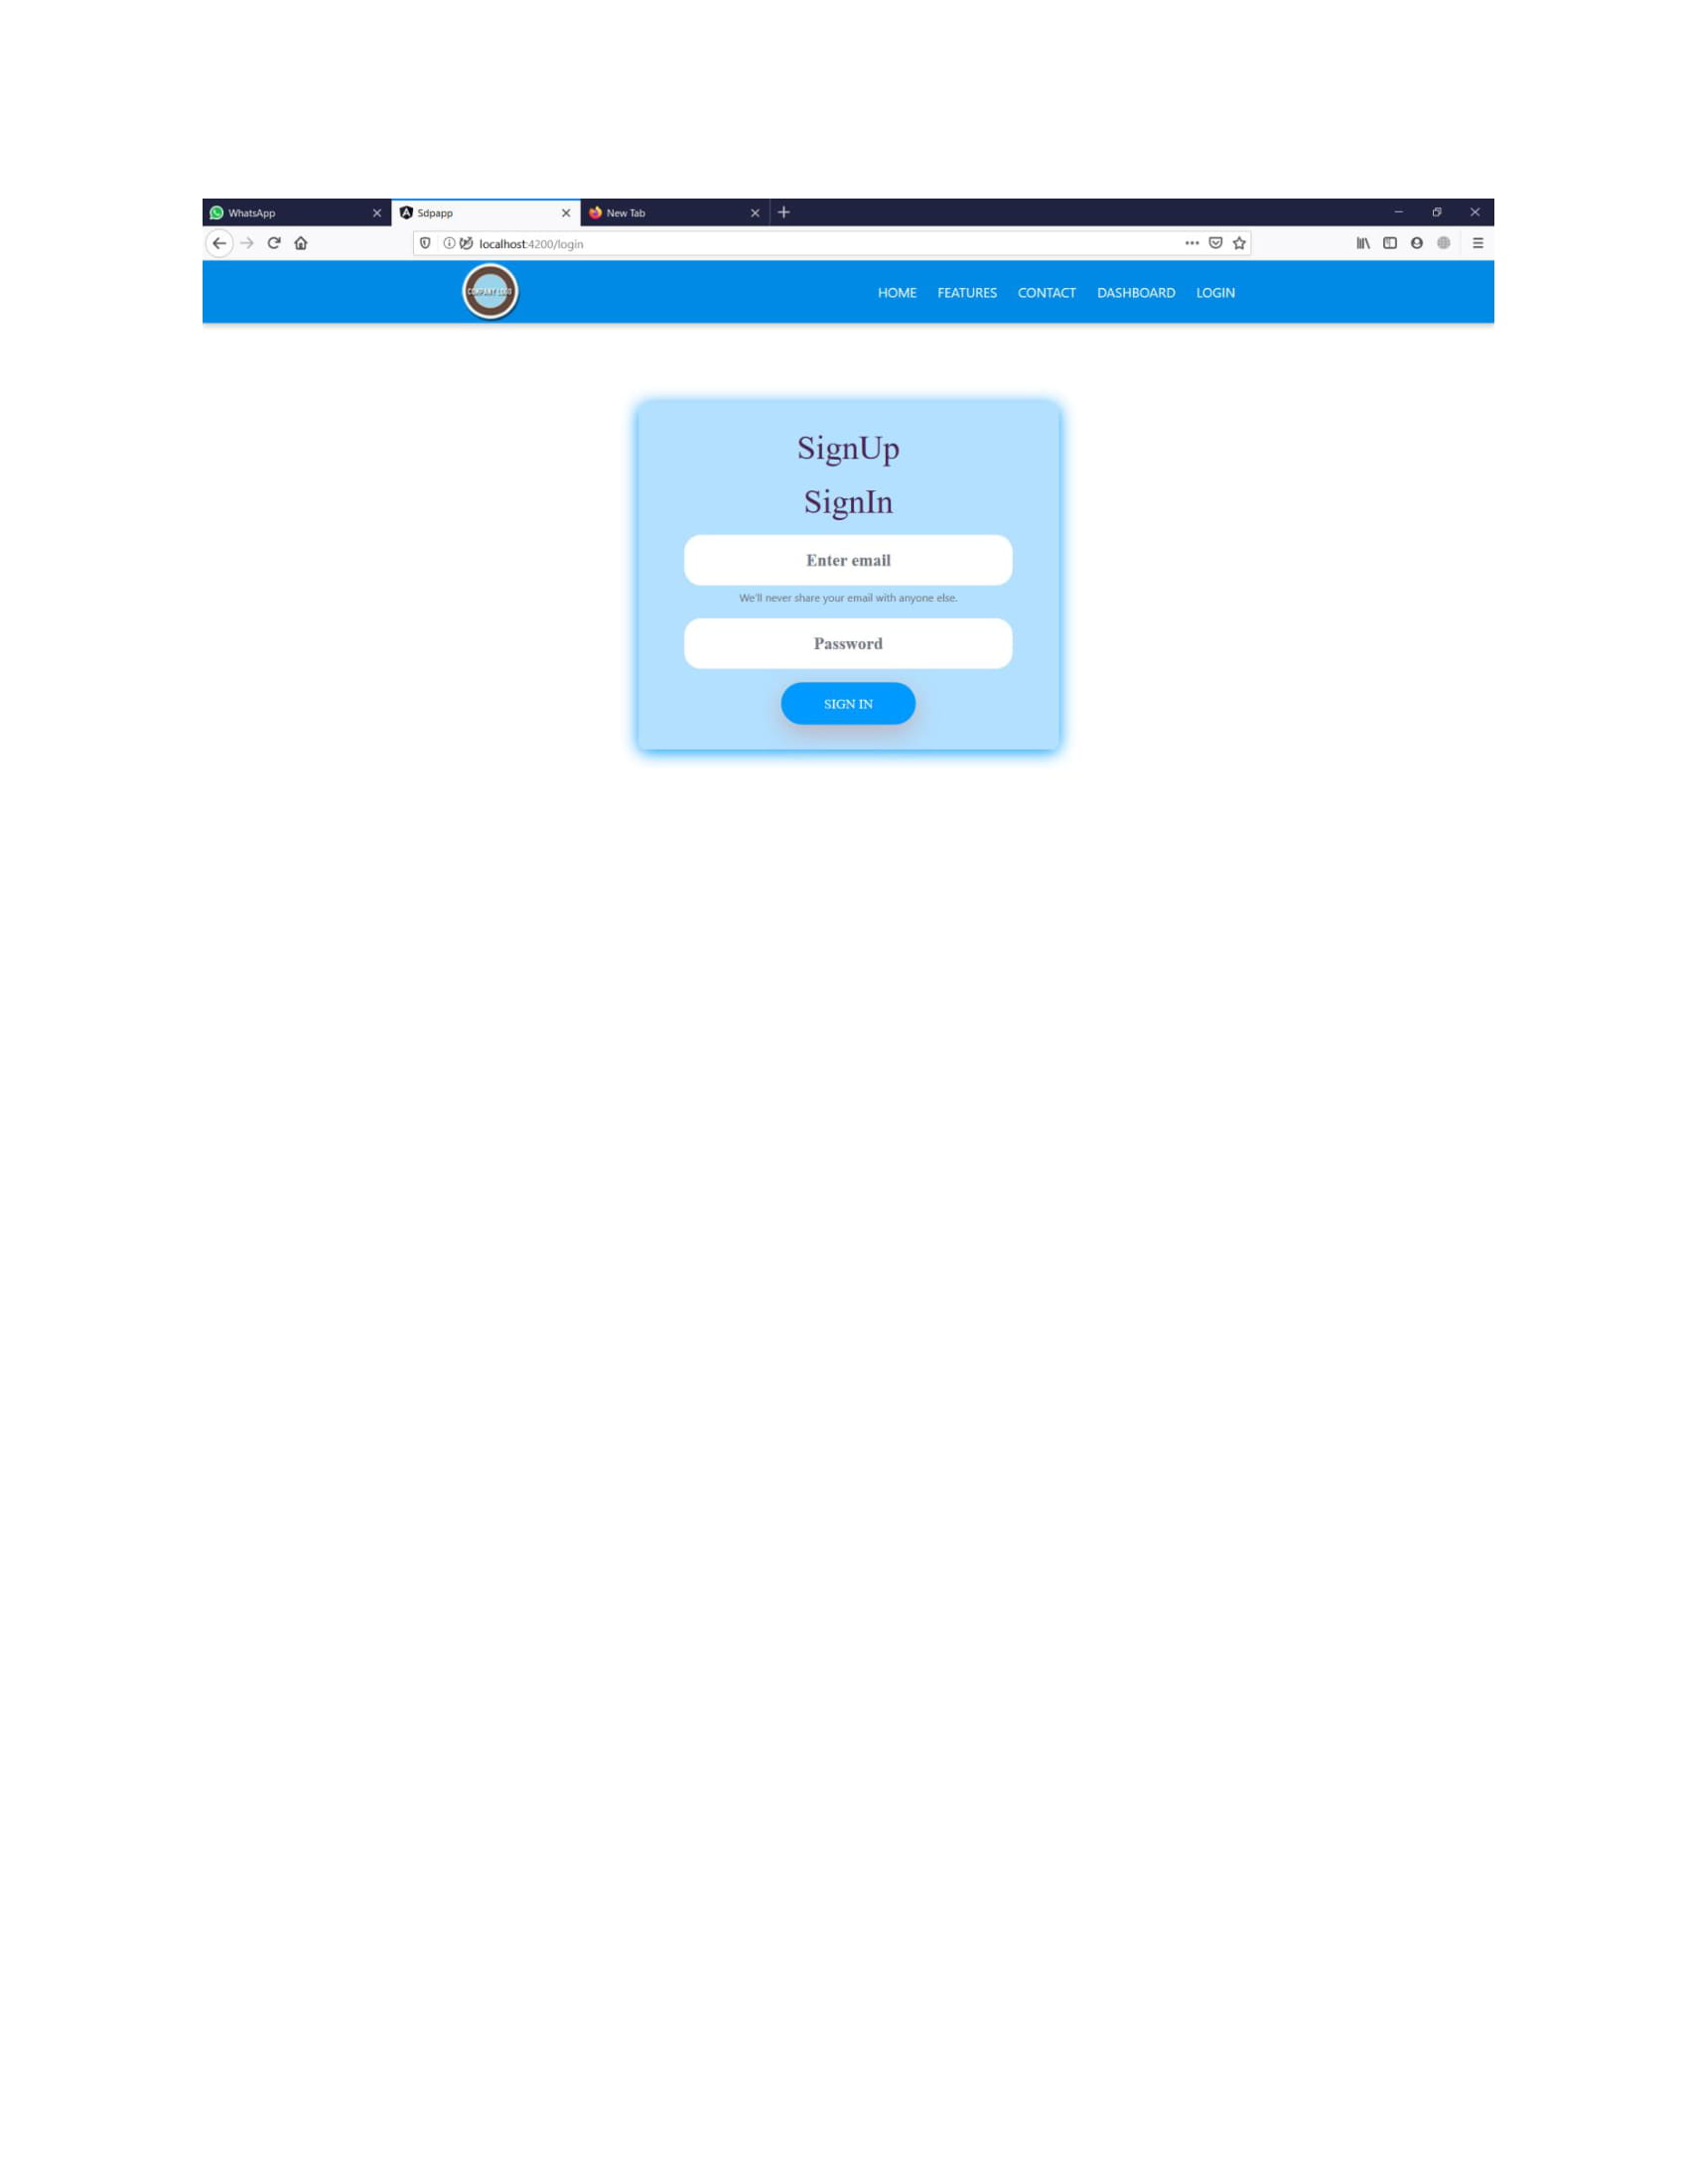 WhatsApp
Sdpapp
New Tab
localhost:4200/login
COMPANY LOGO
HOME FEATURES CONTACT DASHBOARD LOGIN
SignUp
SignIn
Enter email
We'll never share your email with anyone else.
Password
SIGN IN